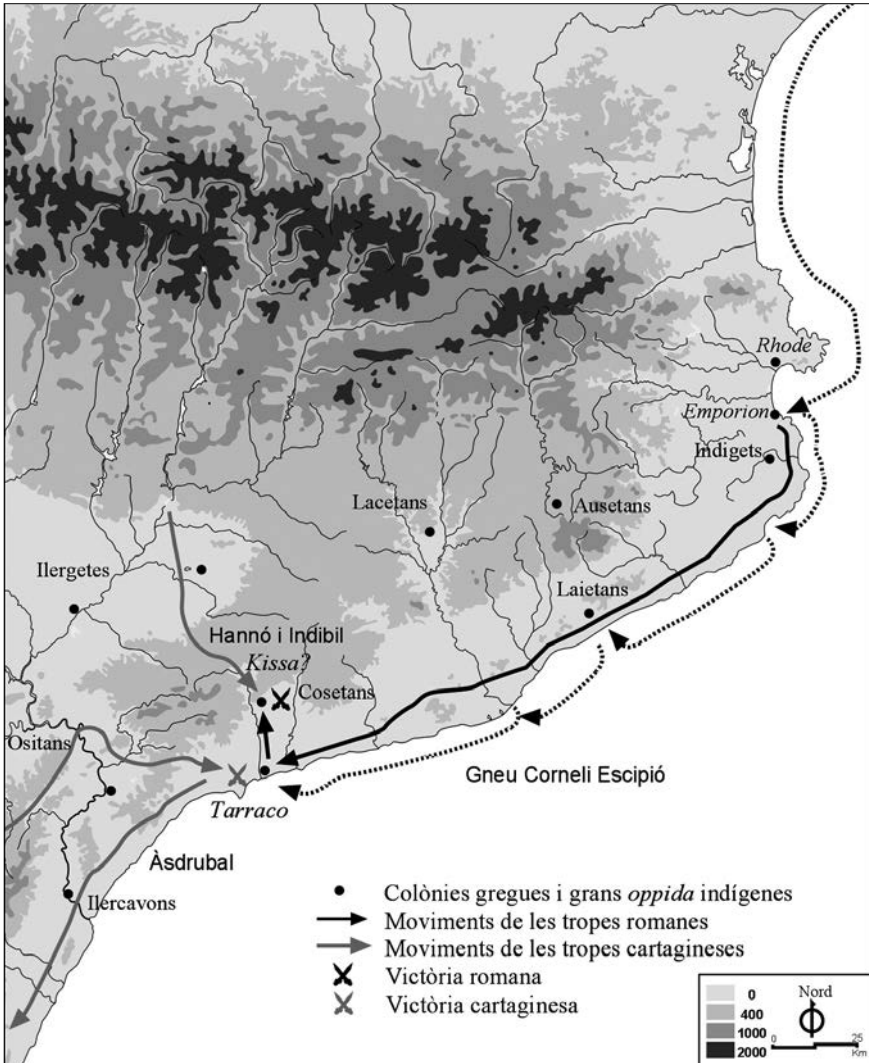 Rhode
Emporion
Indigets
Lacetans
Ausetans
Ilergetes
Laietans
Hannó i Indibil
Kissa?
Cosetans
Ositans
Gneu Corneli Escipió
Tarraco
Àsdrubal
Ilercavons
Colònies gregues i grans oppida indígenes
Moviments de les tropes romanes
Moviments de les tropes cartagineses
Victòria romana
Victòria cartaginesa
0
400
1000
2000
Nord
0 25
Km